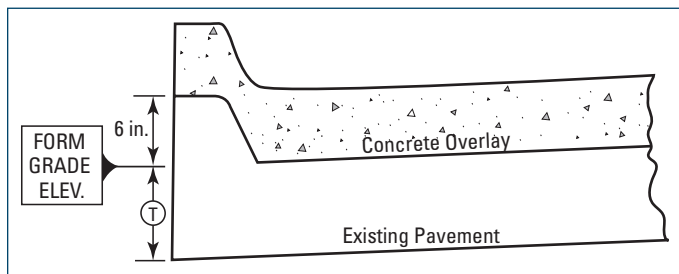 6 in.
FORM
GRADE
ELEV.
T
Concrete Overlay
Existing Pavement